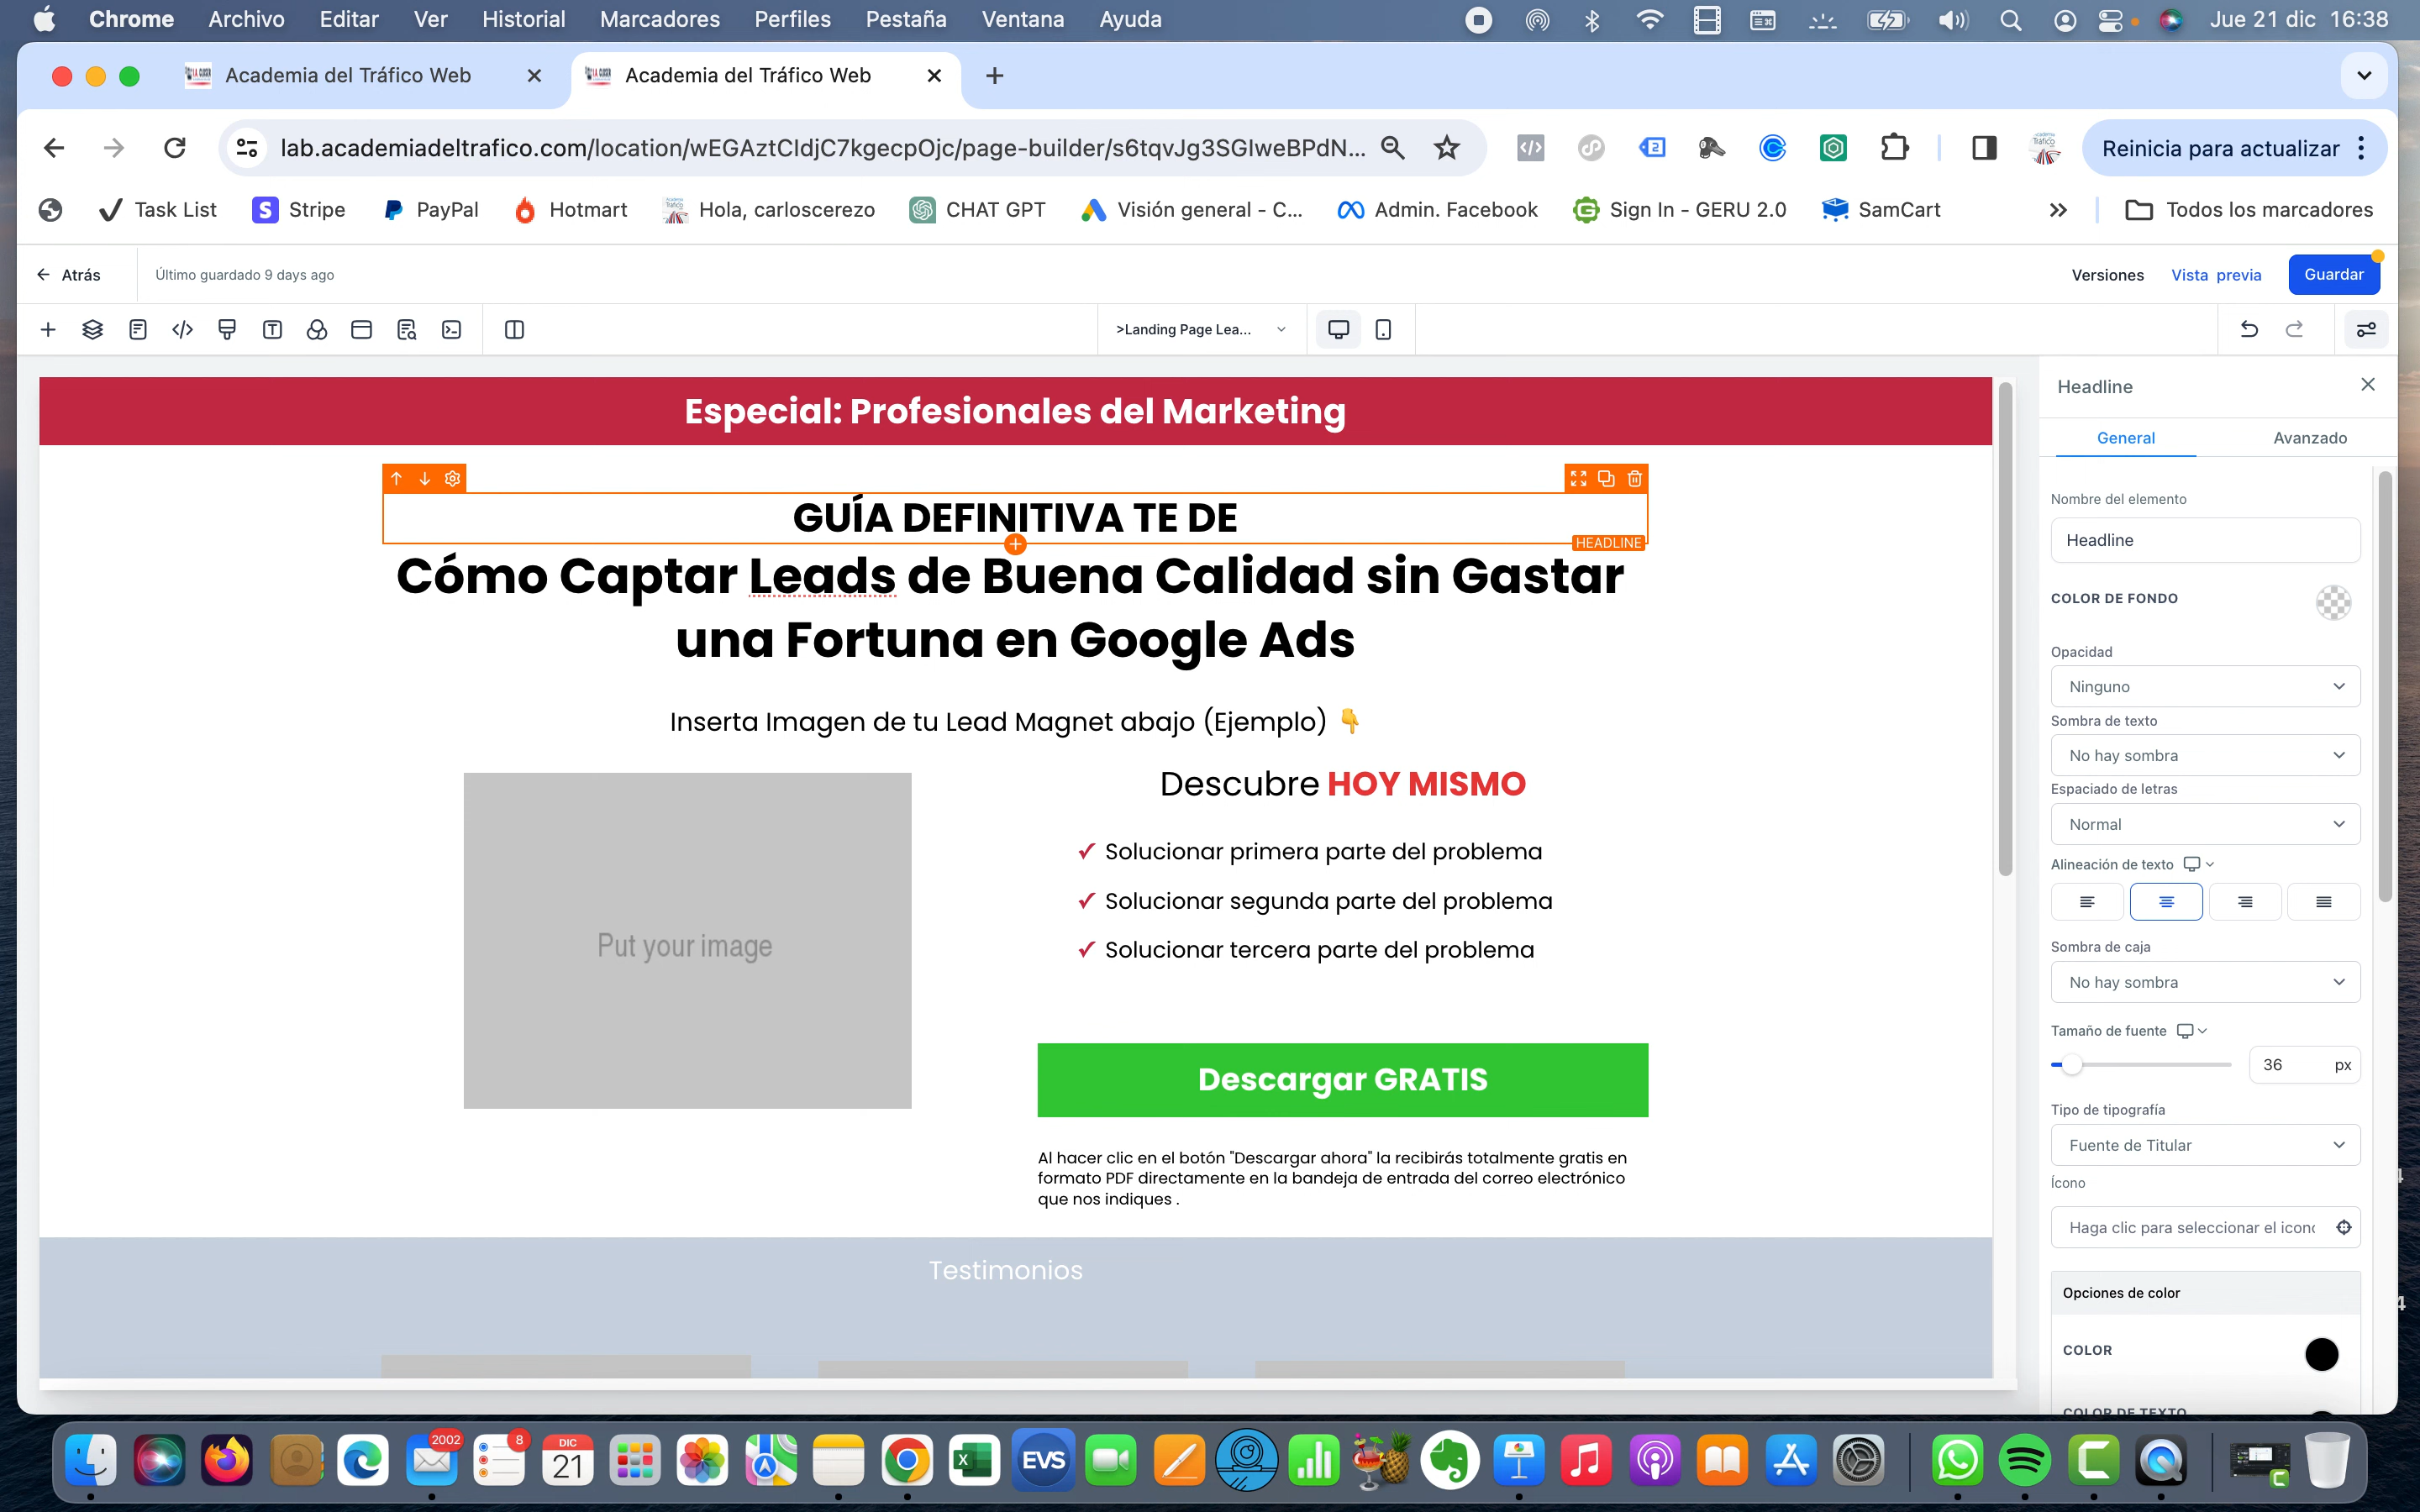 Chrome Archivo Editar Ver Historial Marcadores Perfiles Pestaña Ventana Ayuda Jue 21 dic 16:38
Academia del Tráfico Web Academia del Tráfico Web
lab.academiadeltrafico.com/location/wEGAztCIdjC7kgecpOjc/page-builder/s6tqvJg3SGlweBPdN... Reinicia para actualizar
Task List Stripe PayPal Hotmart Hola, carloscerezo CHAT GPT Visión general - C... Admin. Facebook Sign In - GERU 2.0 SamCart Todos los marcadores
Atrás Último guardado 9 days ago Versiones Vista previa Guardar
>Landing Page Lea...
Especial: Profesionales del Marketing
GUÍA DEFINITIVA TE DE
HEADLINE
Cómo Captar Leads de Buena Calidad sin Gastar
una Fortuna en Google Ads
Inserta Imagen de tu Lead Magnet abajo (Ejemplo) 👇
Put your image
Descubre HOY MISMO
✓ Solucionar primera parte del problema
✓ Solucionar segunda parte del problema
✓ Solucionar tercera parte del problema
Descargar GRATIS
Al hacer clic en el botón "Descargar ahora" la recibirás totalmente gratis en
formato PDF directamente en la bandeja de entrada del correo electrónico
que nos indiques .
Testimonios
Headline
General Avanzado
Nombre del elemento
Headline
COLOR DE FONDO
Opacidad
Ninguno
Sombra de texto
No hay sombra
Espaciado de letras
Normal
Alineación de texto
Sombra de caja
No hay sombra
Tamaño de fuente
36 px
Tipo de tipografía
Fuente de Titular
Ícono
Haga clic para seleccionar el icono
Opciones de color
COLOR
COLOR DE TEXTO
2002 8 DIC 21 EVS